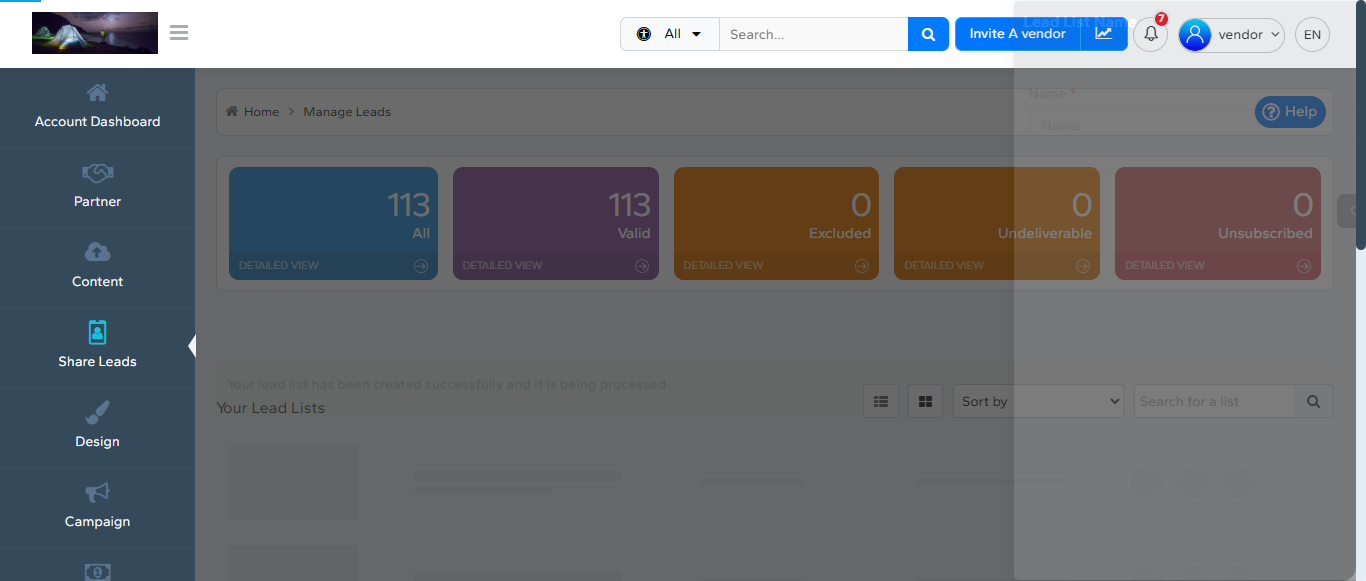 All
Search...
Invite A vendor
7
vendor
EN
Lead List Name
Account Dashboard
Partner
Content
Share Leads
Design
Campaign
Home
Manage Leads
Name *
Name
Help
113
All
DETAILED VIEW
113
Valid
DETAILED VIEW
0
Excluded
DETAILED VIEW
0
Undeliverable
DETAILED VIEW
0
Unsubscribed
DETAILED VIEW
Your lead list has been created successfully and it is being processed.
Your Lead Lists
Sort by
Search for a list